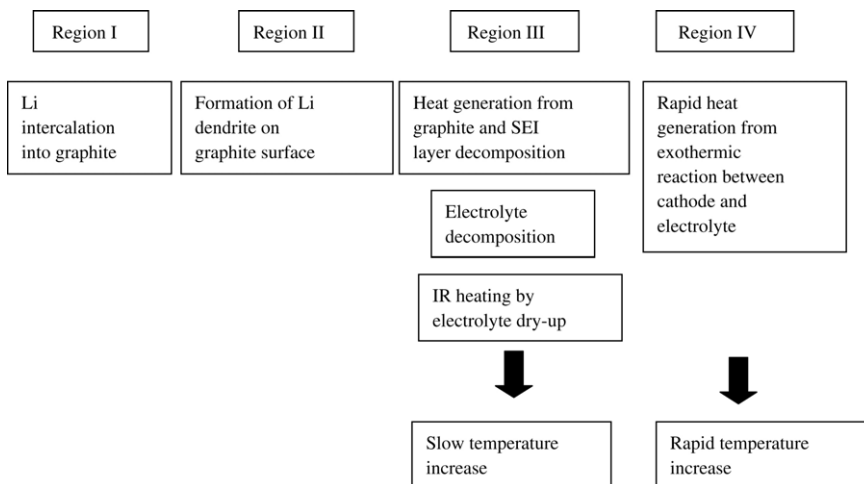 Region I
Region II
Region III
Region IV
Li
intercalation
into graphite
Formation of Li
dendrite on
graphite surface
Heat generation from
graphite and SEI
layer decomposition
Rapid heat
generation from
exothermic
reaction between
cathode and
electrolyte
Electrolyte
decomposition
IR heating by
electrolyte dry-up
Slow temperature
increase
Rapid temperature
increase